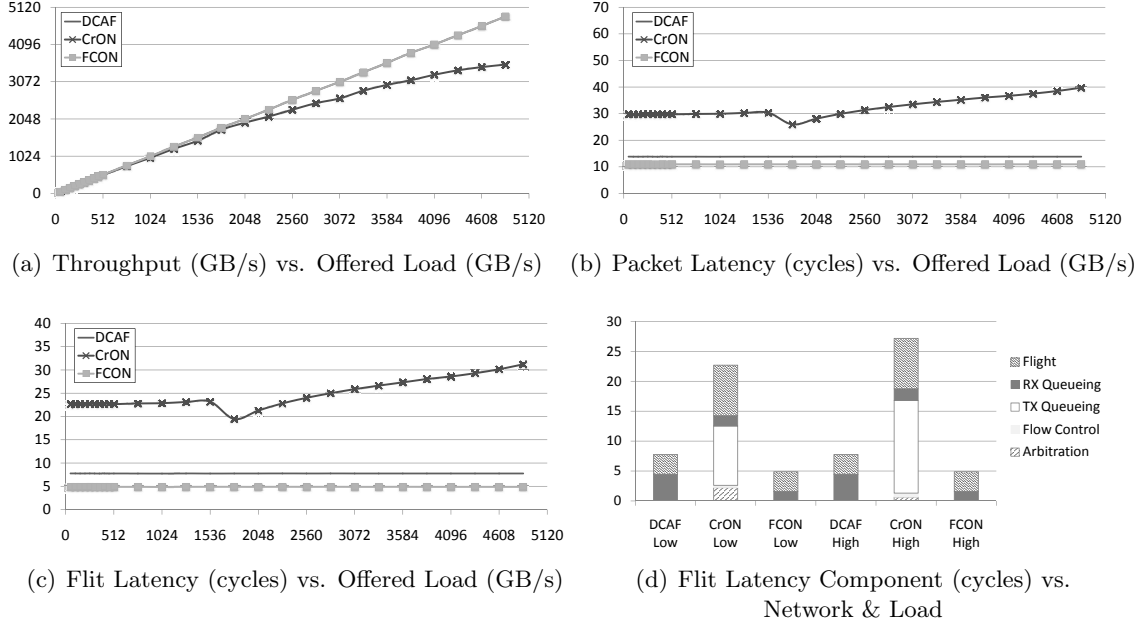 5120
4096
3072
2048
1024
0
DCAF
CrON
FCON
0 512 1024 1536 2048 2560 3072 3584 4096 4608 5120
(a) Throughput (GB/s) vs. Offered Load (GB/s)
70
60
50
40
30
20
10
0
DCAF
CrON
FCON
0 512 1024 1536 2048 2560 3072 3584 4096 4608 5120
(b) Packet Latency (cycles) vs. Offered Load (GB/s)
40
35
30
25
20
15
10
5
0
DCAF
CrON
FCON
0 512 1024 1536 2048 2560 3072 3584 4096 4608 5120
(c) Flit Latency (cycles) vs. Offered Load (GB/s)
30
25
20
15
10
5
0
Flight
RX Queueing
TX Queueing
Flow Control
Arbitration
DCAF CrON FCON DCAF CrON FCON
Low Low Low High High High
(d) Flit Latency Component (cycles) vs.
Network & Load